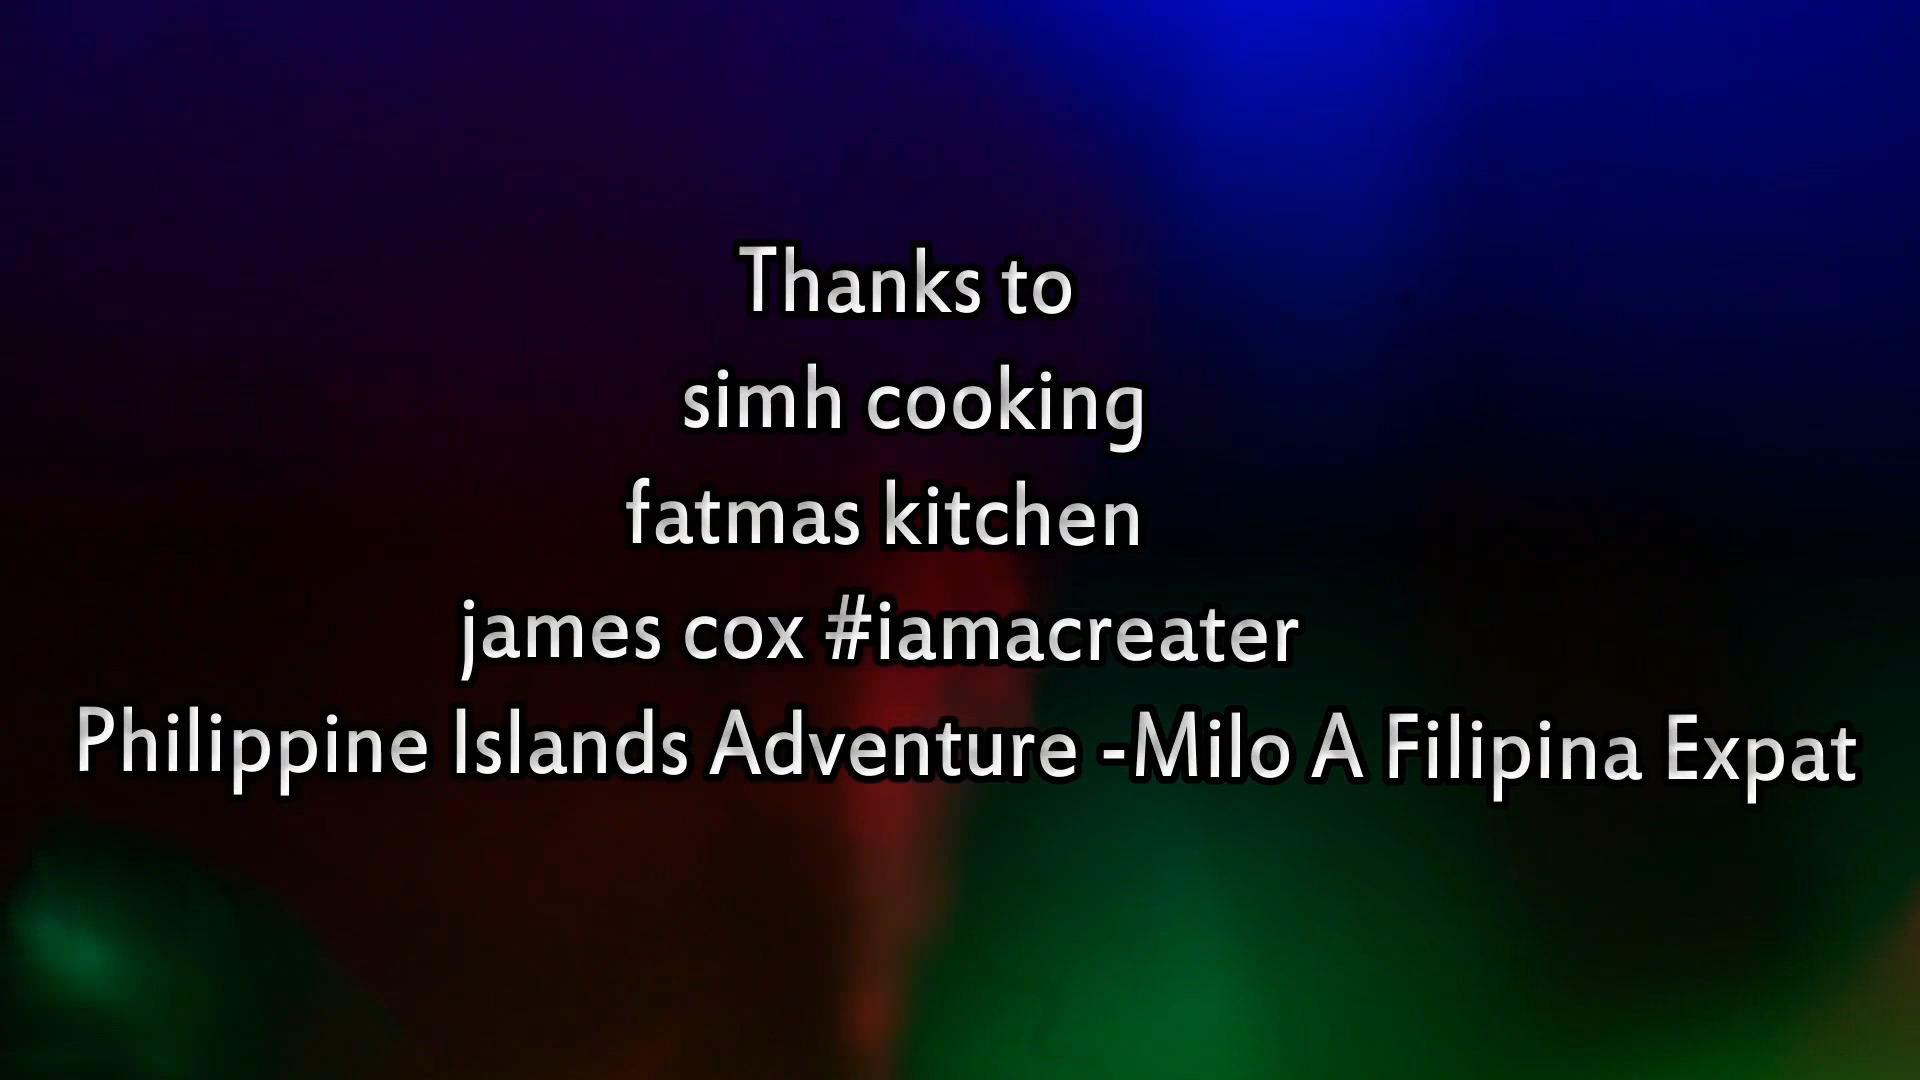 Thanks to
simh cooking
fatmas kitchen
james cox #iamacreater
Philippine Islands Adventure -Milo A Filipina Expat